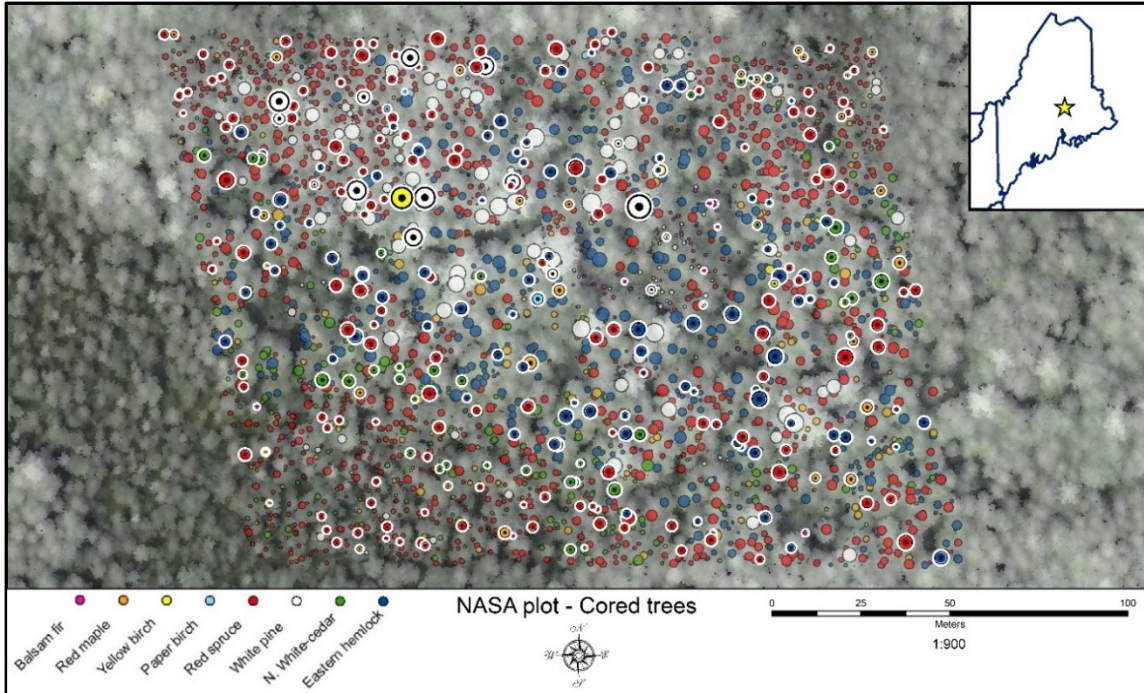 Balsam fir
Red maple
Yellow birch
Paper birch
Red spruce
White pine
N. White-cedar
Eastern hemlock
NASA plot - Cored trees
N
W
E
S
0 25 50 100
Meters
1:900